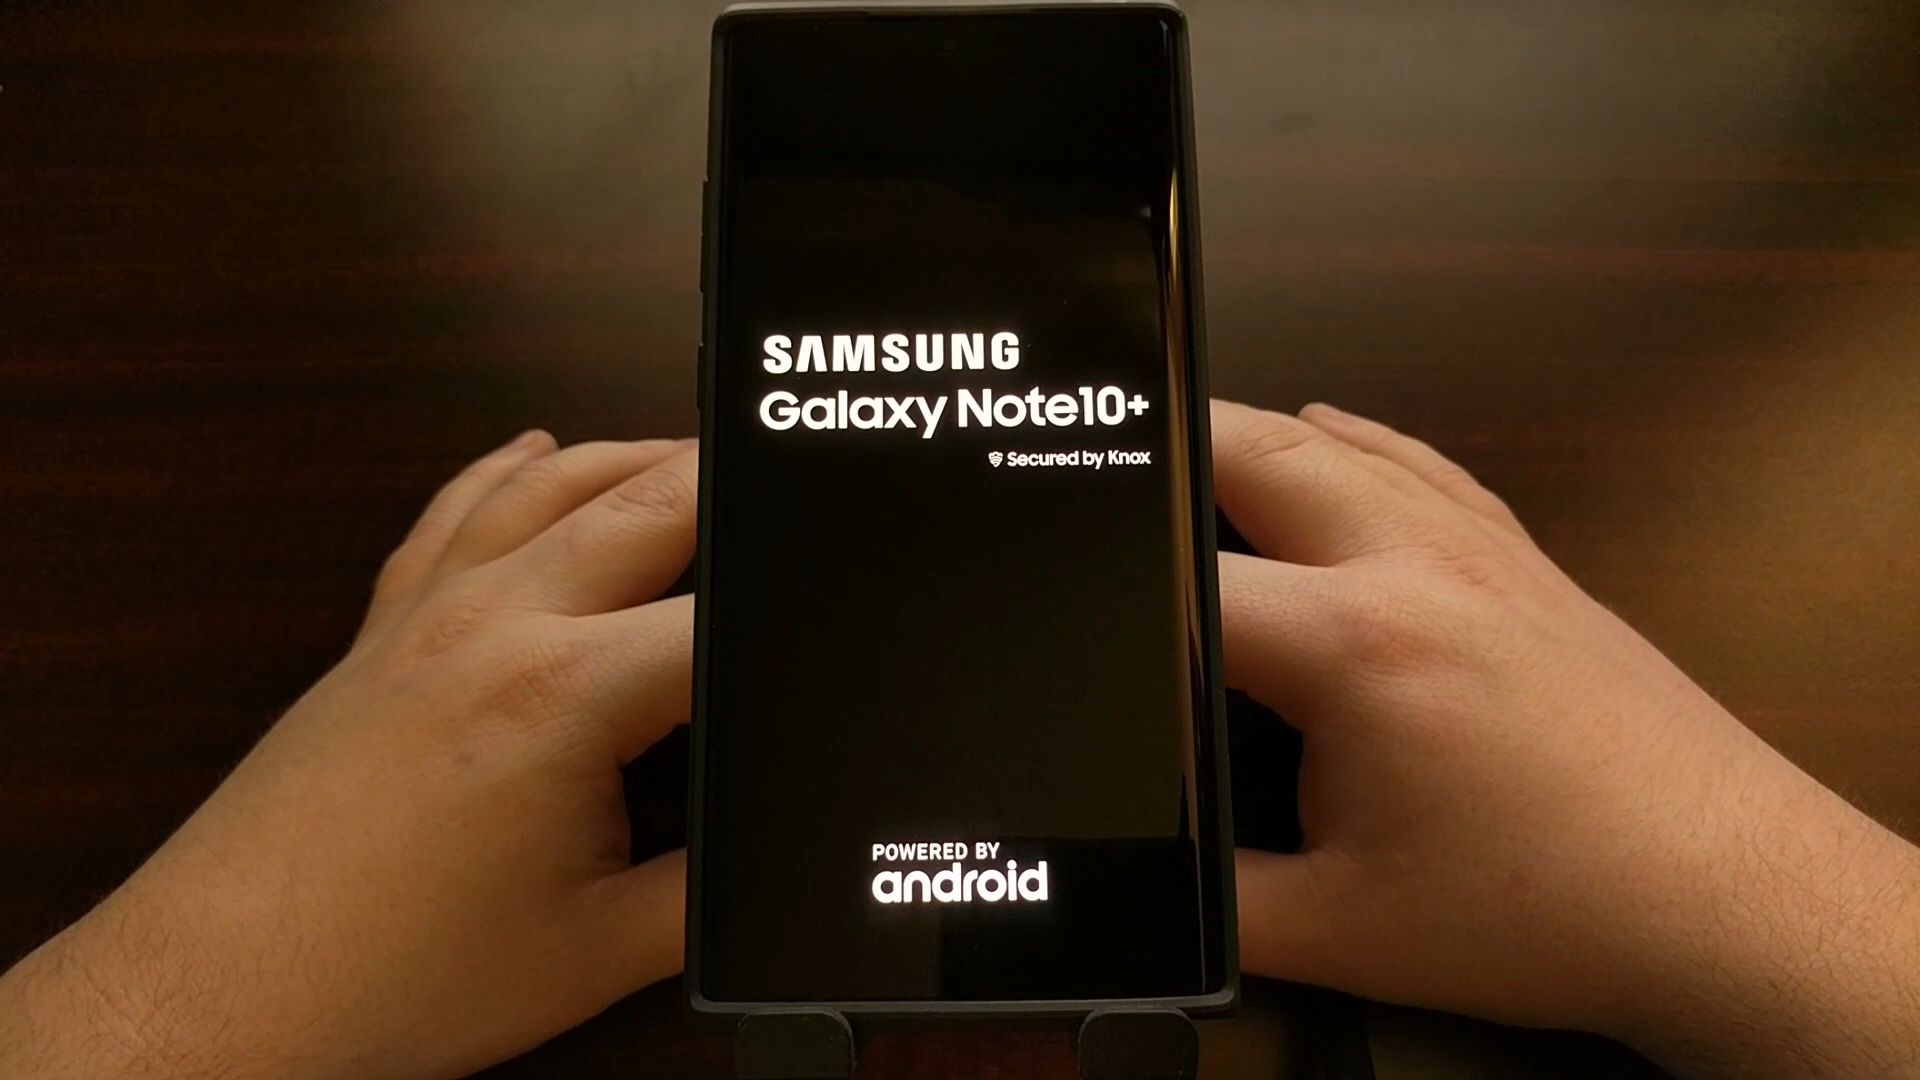 SAMSUNG
Galaxy Note10+
Secured by Knox
POWERED BY
android